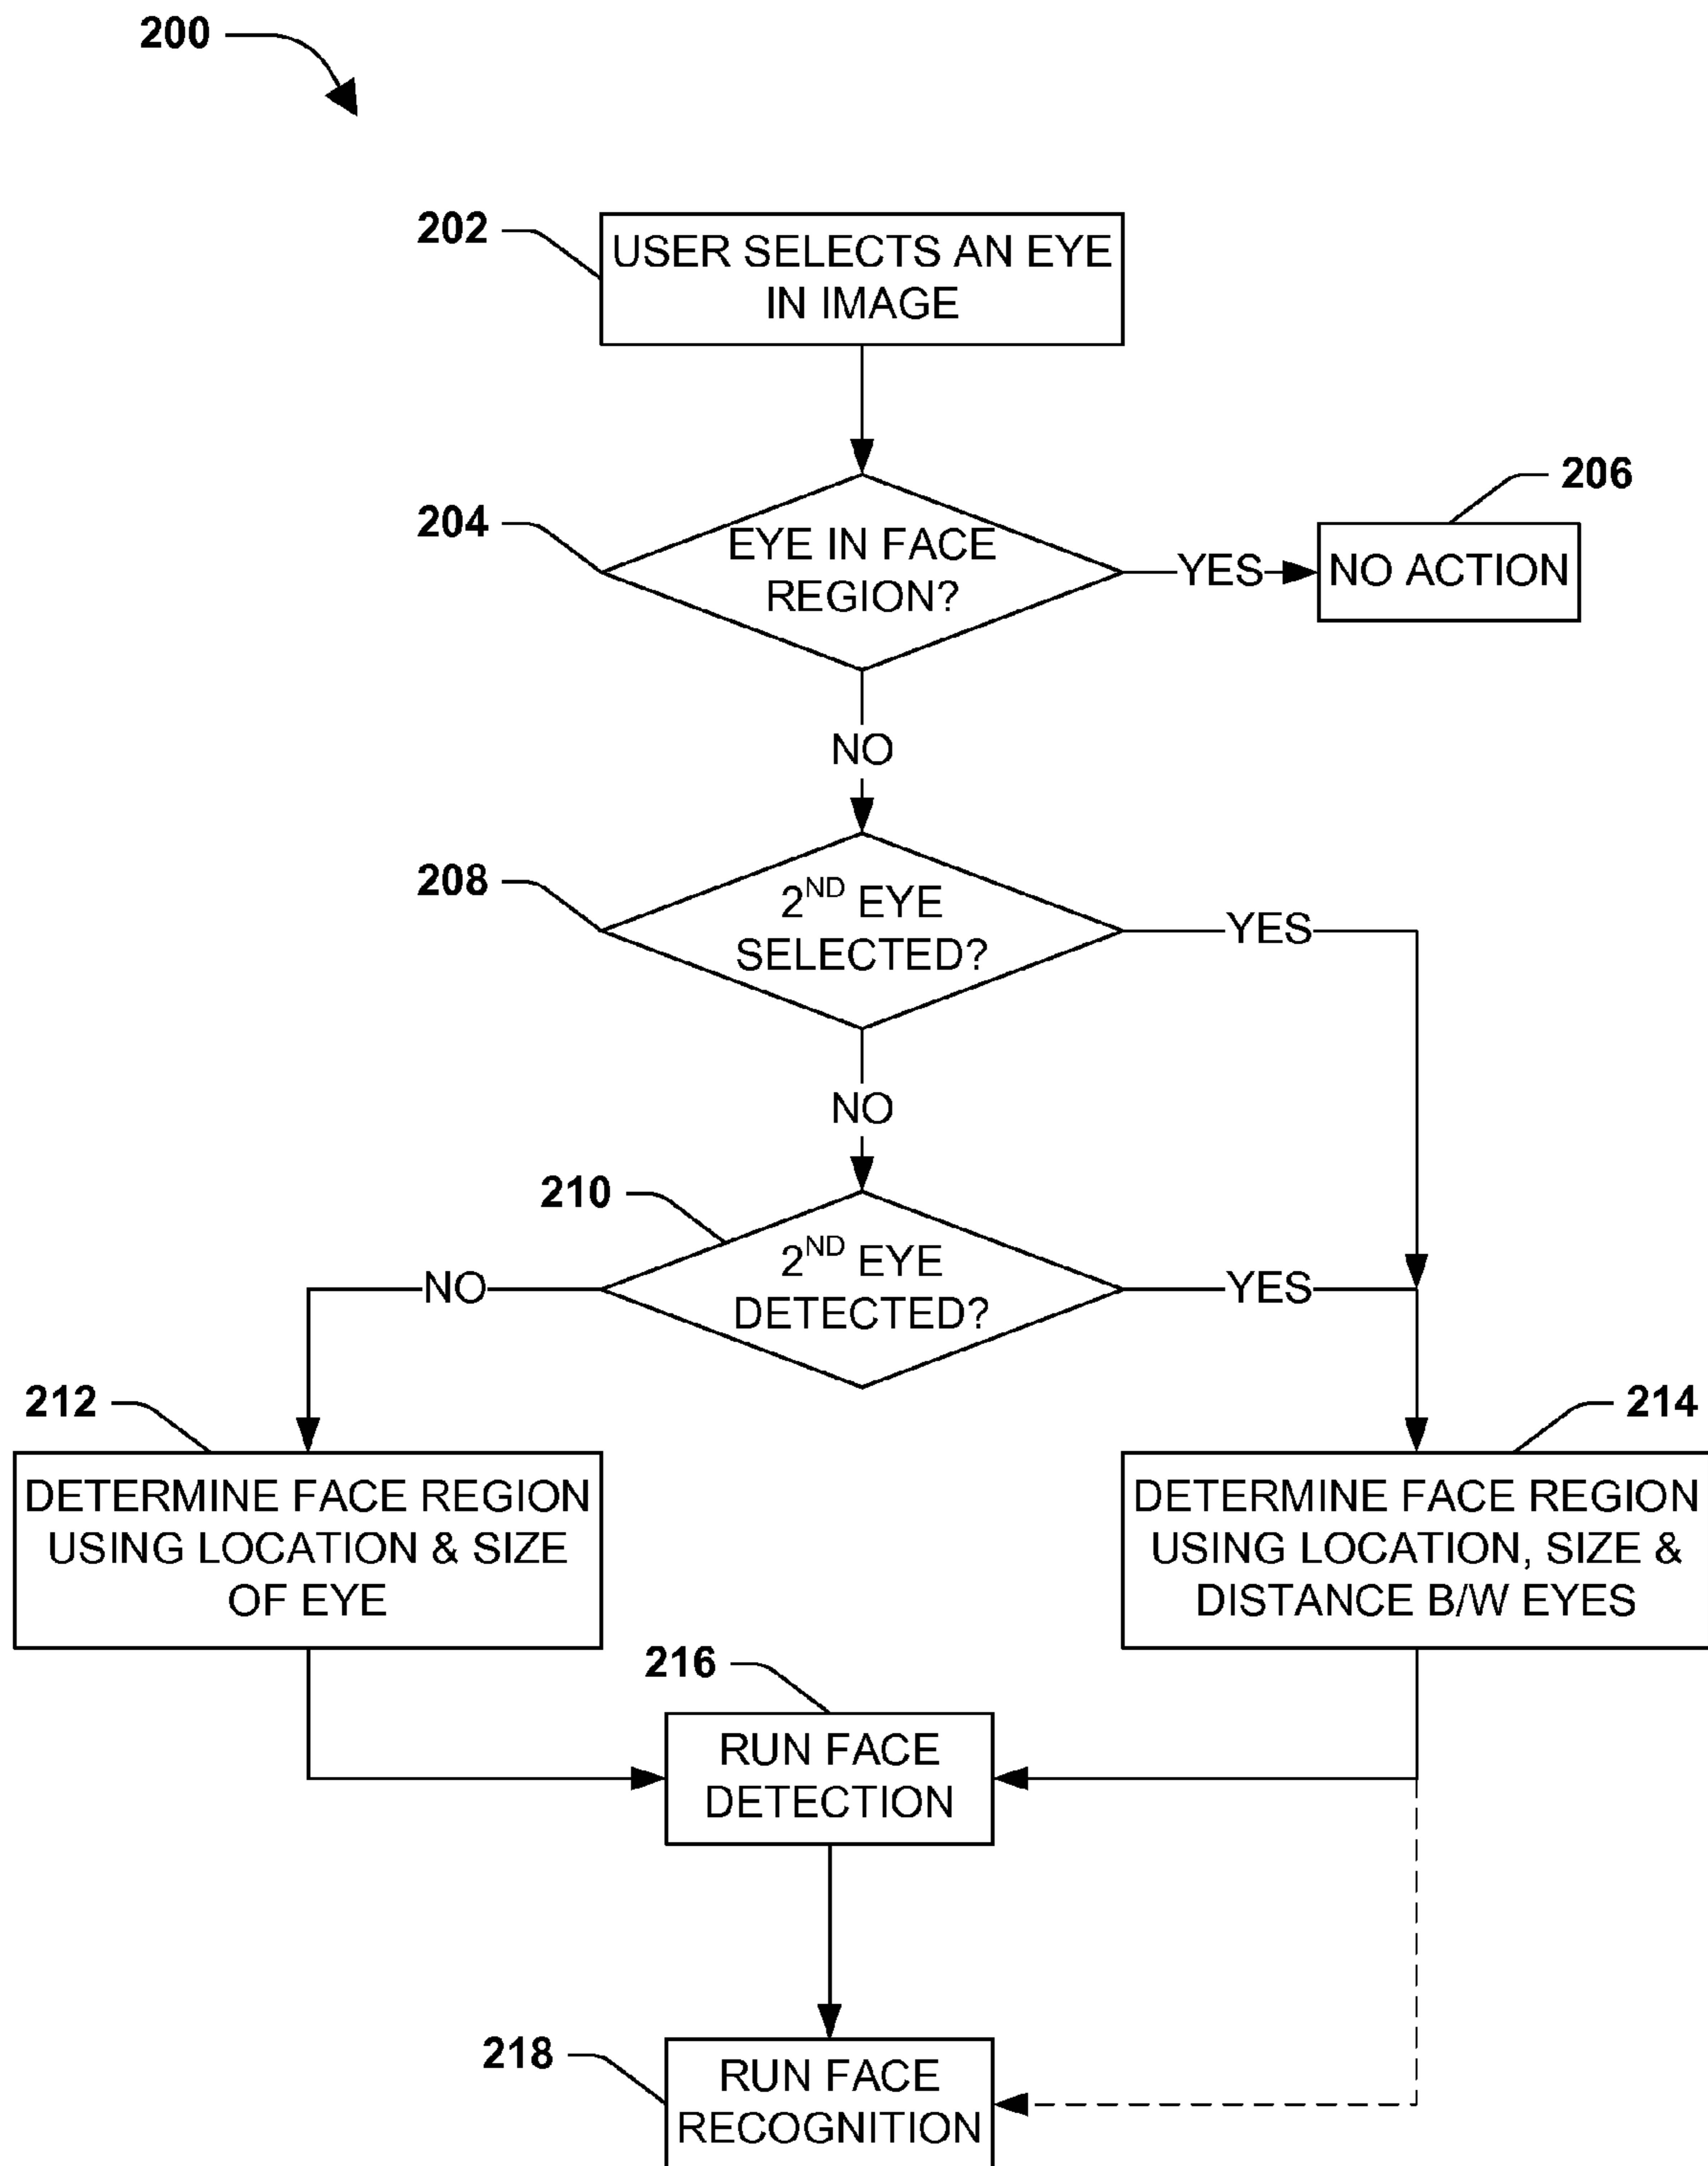 200
202
USER SELECTS AN EYE
IN IMAGE
206
204
EYE IN FACE
REGION?
YES
NO ACTION
NO
208
2ND EYE
SELECTED?
YES
NO
210
2ND EYE
DETECTED?
NO
YES
212
214
DETERMINE FACE REGION
USING LOCATION & SIZE
OF EYE
DETERMINE FACE REGION
USING LOCATION, SIZE &
DISTANCE B/W EYES
216
RUN FACE
DETECTION
218
RUN FACE
RECOGNITION